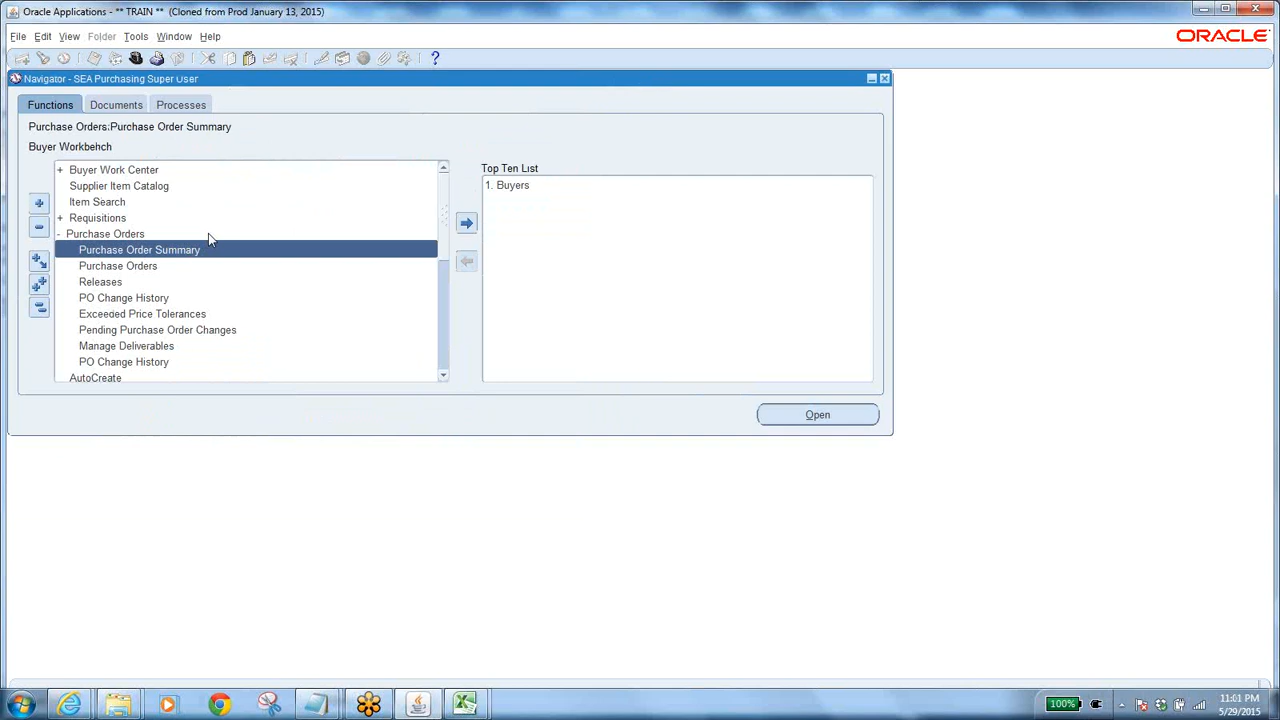 Oracle Applications - ** TRAIN ** (Cloned from Prod January 13, 2015)
File Edit View Folder Tools Window Help
ORACLE
Navigator - SEA Purchasing Super User
Functions Documents Processes
Purchase Orders:Purchase Order Summary
Buyer Workbehch
Top Ten List
+ Buyer Work Center
1. Buyers
Supplier Item Catalog
Item Search
+ Requisitions
- Purchase Orders
Purchase Order Summary
Purchase Orders
Releases
PO Change History
Exceeded Price Tolerances
Pending Purchase Order Changes
Manage Deliverables
PO Change History
AutoCreate
Open
100%
11:01 PM
5/29/2015